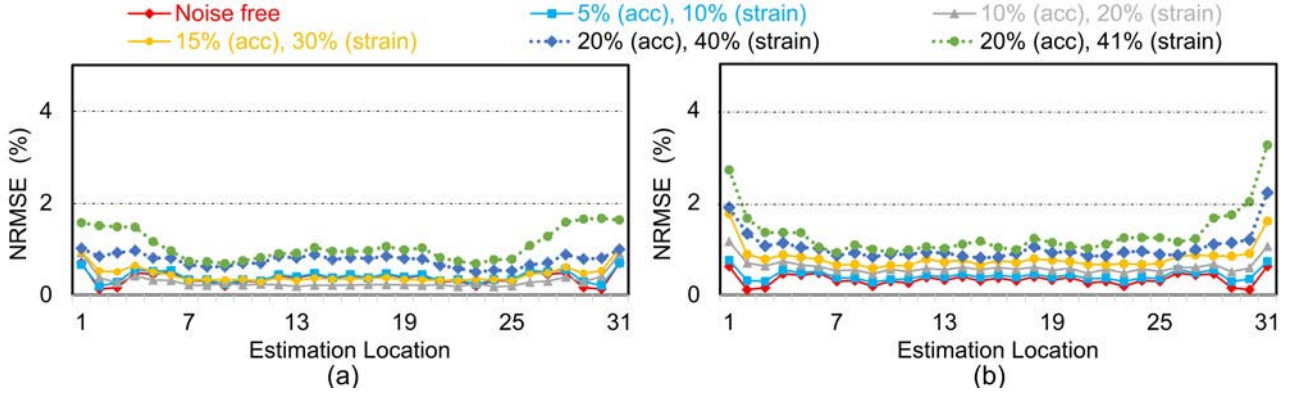 Noise free 5% (acc), 10% (strain) 10% (acc), 20% (strain)
15% (acc), 30% (strain) 20% (acc), 40% (strain) 20% (acc), 41% (strain)
NRMSE (%)
4
2
0
1 7 13 19 25 31
Estimation Location
(a)
NRMSE (%)
4
2
0
1 7 13 19 25 31
Estimation Location
(b)